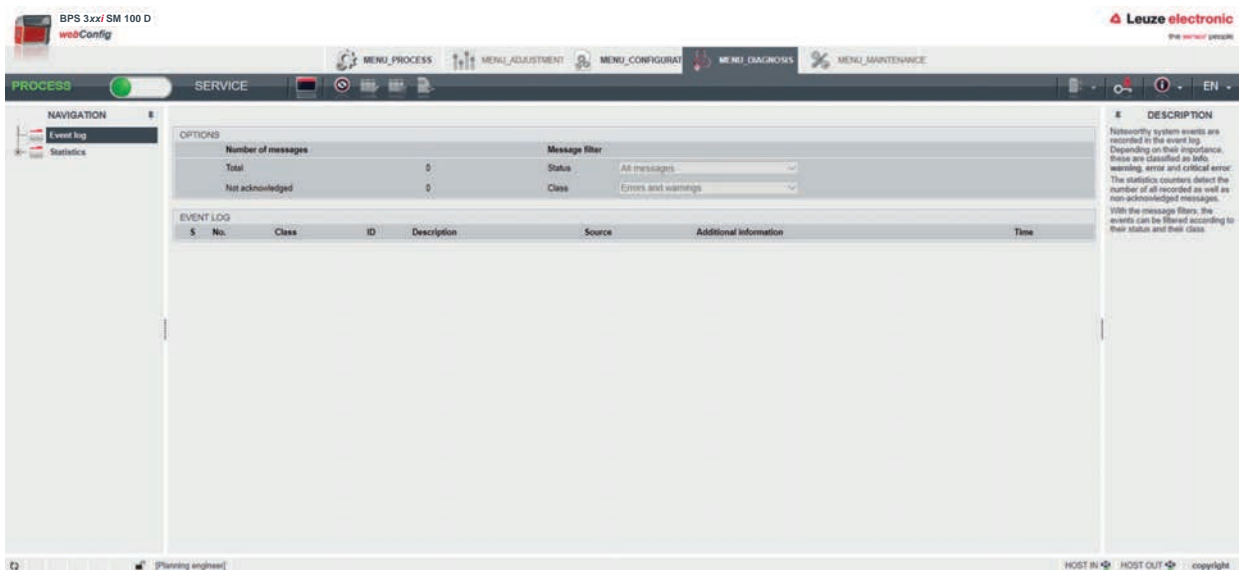 BPS 3xxi SM 100 D
webConfig
Leuze electronic
the sensor people
MENU_PROCESS MENU_ADJUSTMENT MENU_CONFIGURAT MENU_DIAGNOSIS MENU_MAINTENANCE
PROCESS SERVICE EN
NAVIGATION
Event log
Statistics
OPTIONS
Number of messages Message filter
Total 0 Status All messages
Not acknowledged 0 Class Errors and warnings
EVENT LOG
S No. Class ID Description Source Additional information Time
DESCRIPTION
Noteworthy system events are
recorded in the event log.
Depending on their importance,
these are classified as Info,
warning, error and critical error.
The statistics counters detect the
number of all recorded as well as
non-acknowledged messages.
With the message filters, the
events can be filtered according to
their status and their class.
[Planning engineer] HOST IN HOST OUT copyright